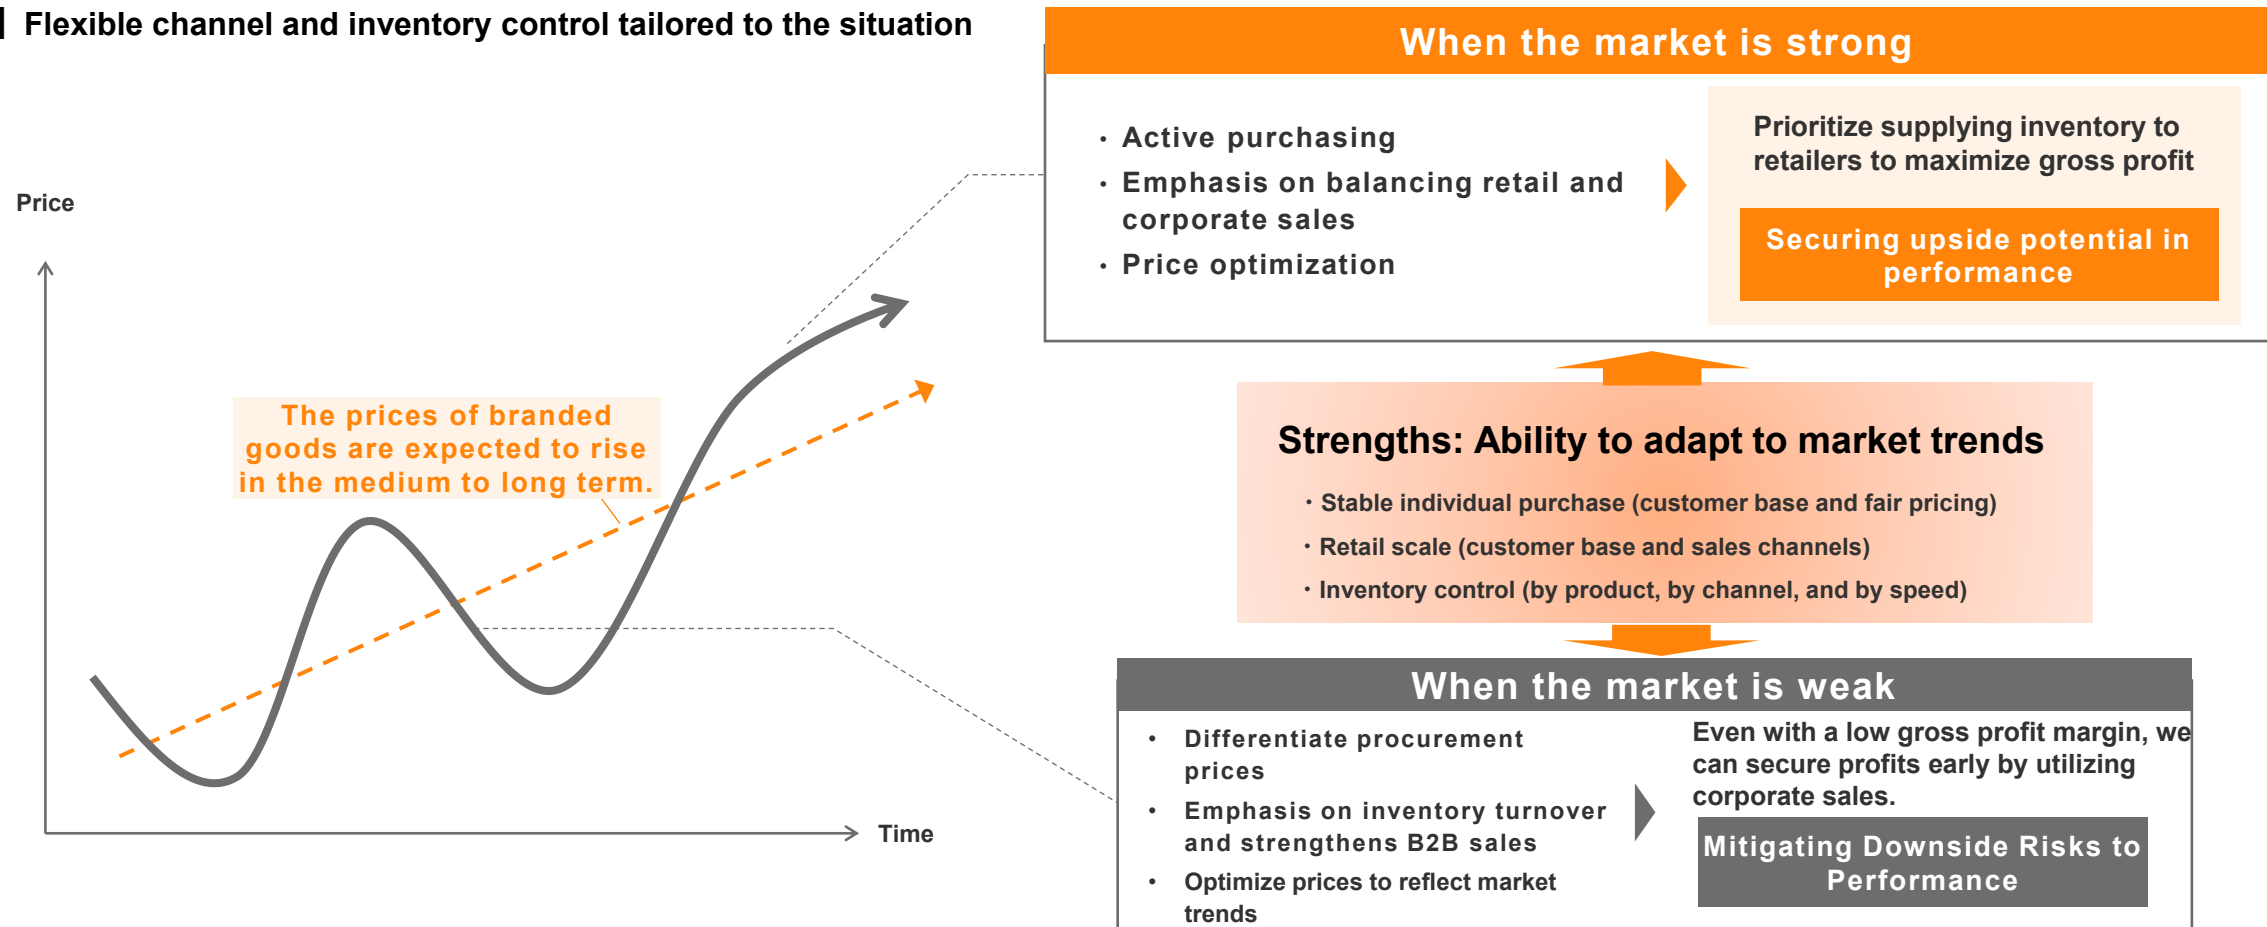 Flexible channel and inventory control tailored to the situation
Price
The prices of branded
goods are expected to rise
in the medium to long term.
Time
When the market is strong
・Active purchasing
・Emphasis on balancing retail and
corporate sales
・Price optimization
Prioritize supplying inventory to
retailers to maximize gross profit
Securing upside potential in
performance
Strengths: Ability to adapt to market trends
・Stable individual purchase (customer base and fair pricing)
・Retail scale (customer base and sales channels)
・Inventory control (by product, by channel, and by speed)
When the market is weak
• Differentiate procurement
prices
• Emphasis on inventory turnover
and strengthens B2B sales
• Optimize prices to reflect market
trends
Even with a low gross profit margin, we
can secure profits early by utilizing
corporate sales.
Mitigating Downside Risks to
Performance